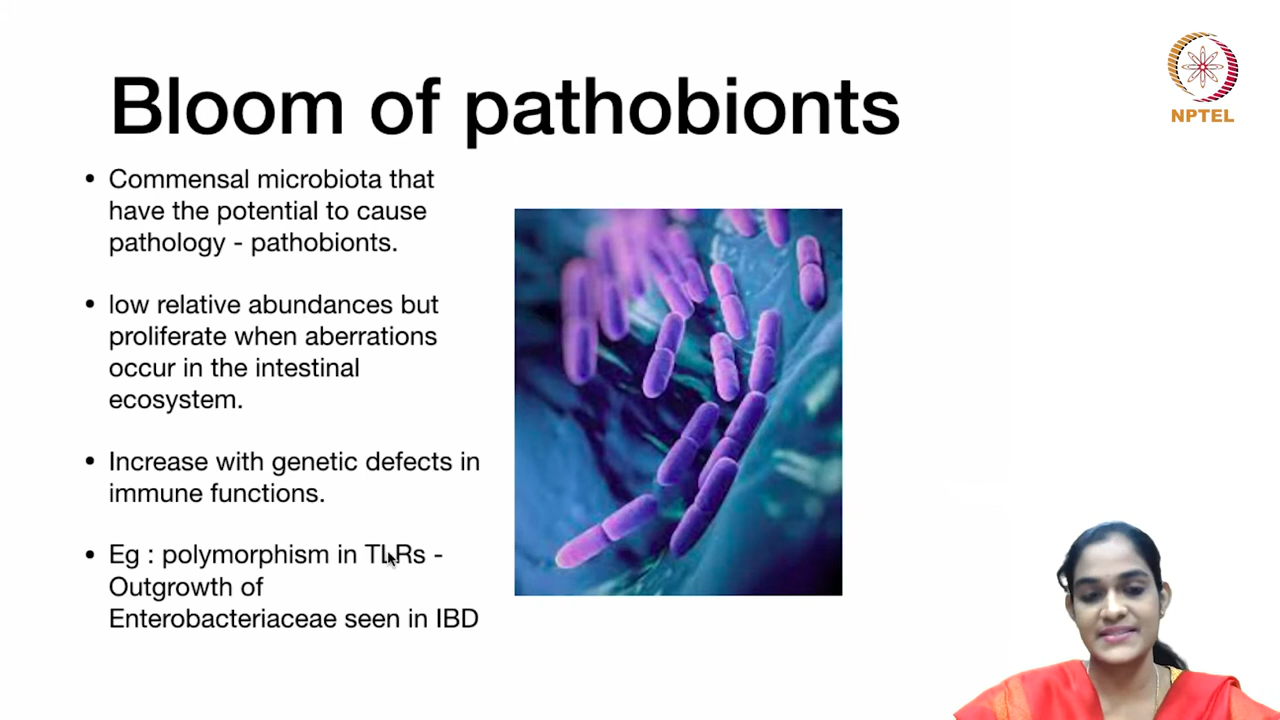 Bloom of pathobionts
NPTEL
• Commensal microbiota that
have the potential to cause
pathology - pathobionts.
• low relative abundances but
proliferate when aberrations
occur in the intestinal
ecosystem.
• Increase with genetic defects in
immune functions.
• Eg : polymorphism in TLRs -
Outgrowth of
Enterobacteriaceae seen in IBD